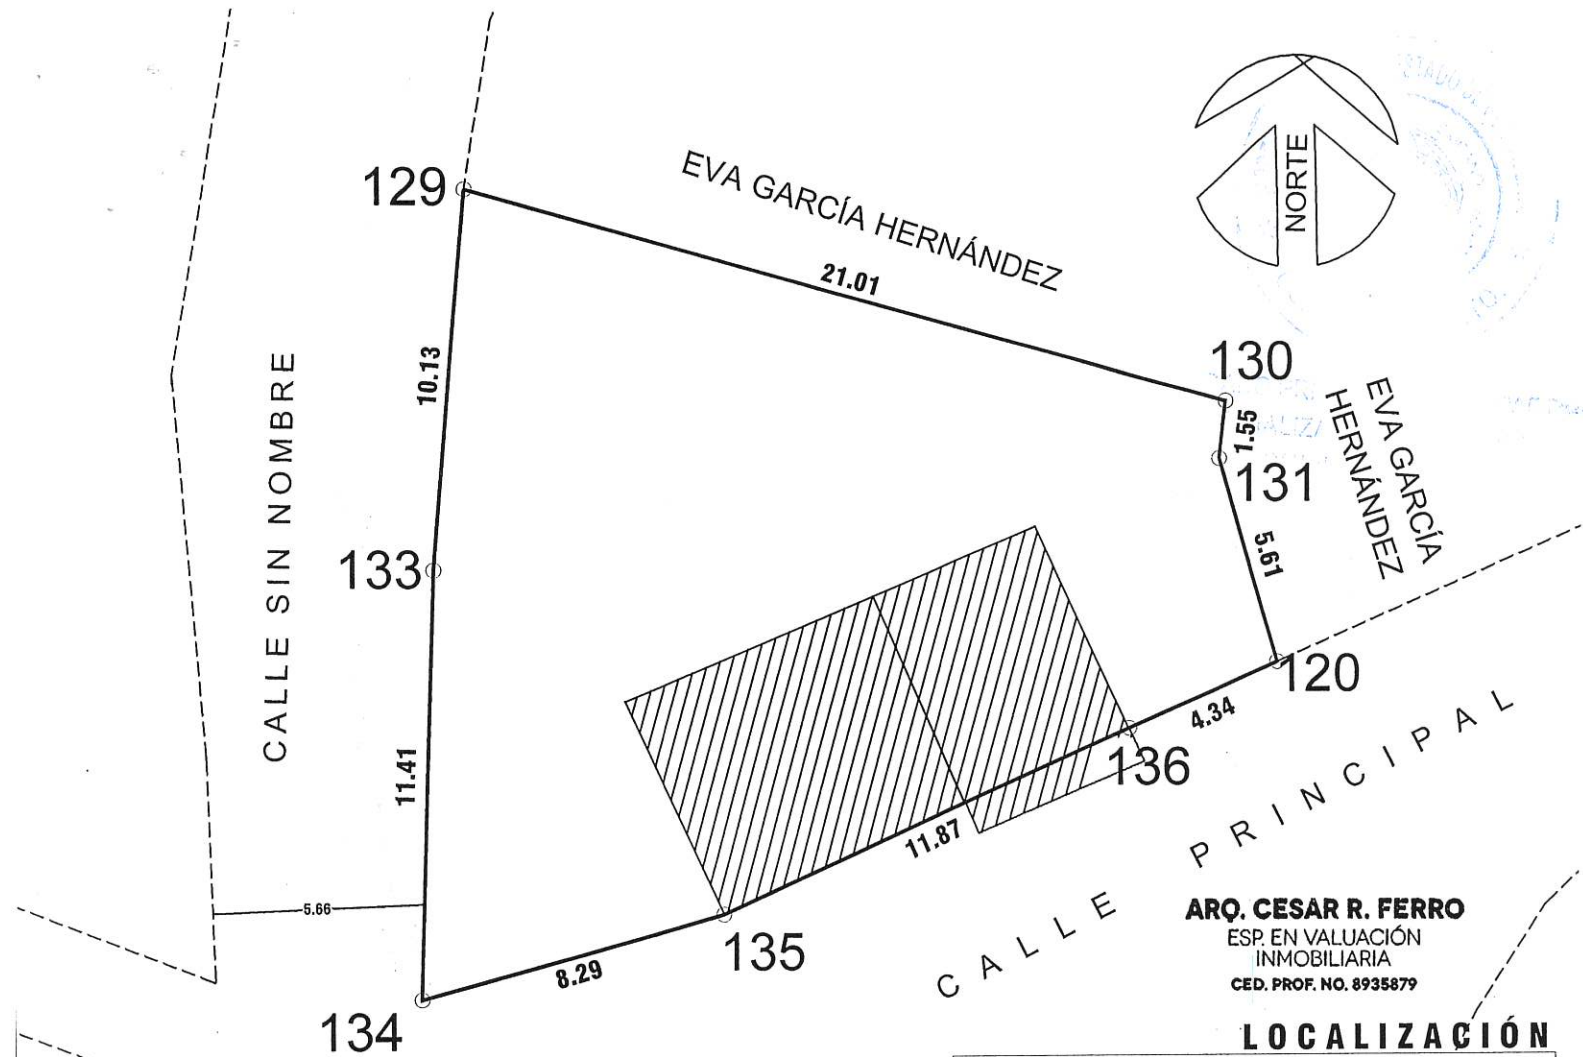 NORTE
129
EVA GARCÍA HERNÁNDEZ
21.01
130
1.55
131
EVA GARCÍA
HERNÁNDEZ
10.13
CALLE SIN NOMBRE
133
5.61
120
4.34
136
11.41
11.87
5.66
135
8.29
134
CALLE PRINCIPAL
ARQ. CESAR R. FERRO
ESP. EN VALUACIÓN
INMOBILIARIA
CED. PROF. NO. 8935879
LOCALIZACIÓN